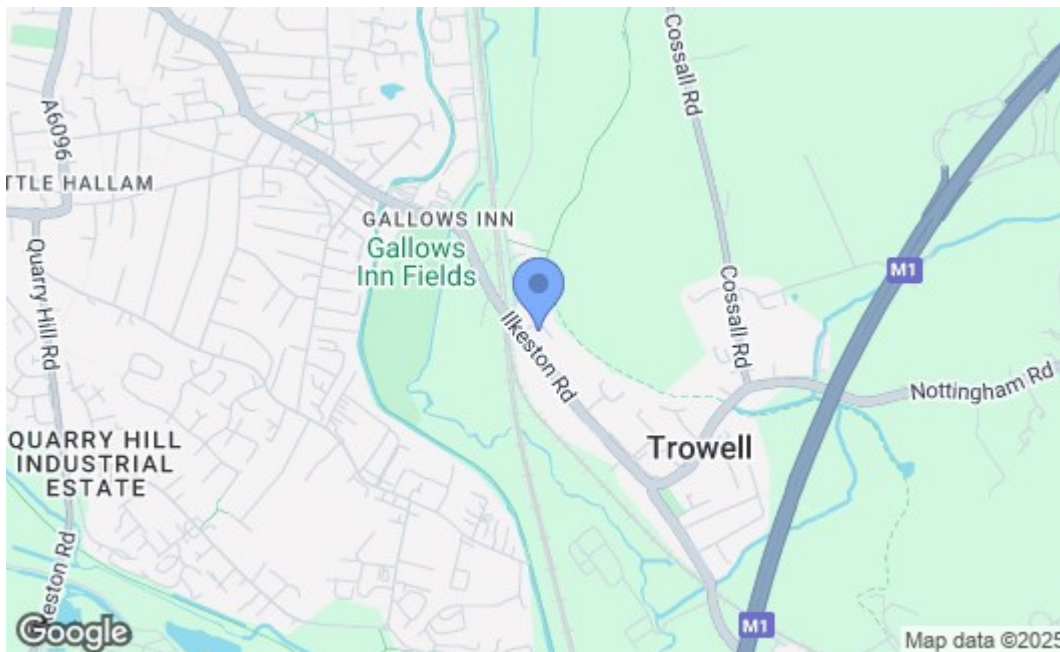 Cossall Rd
A6096
TTLE HALLAM
GALLOWS INN
Gallows
Inn Fields
M1
Quarry Hill Rd
Ilkeston Rd
Cossall Rd
Nottingham Rd
QUARRY HILL
INDUSTRIAL
ESTATE
Trowell
lkeston Rd
M1
Google
Map data ©2025